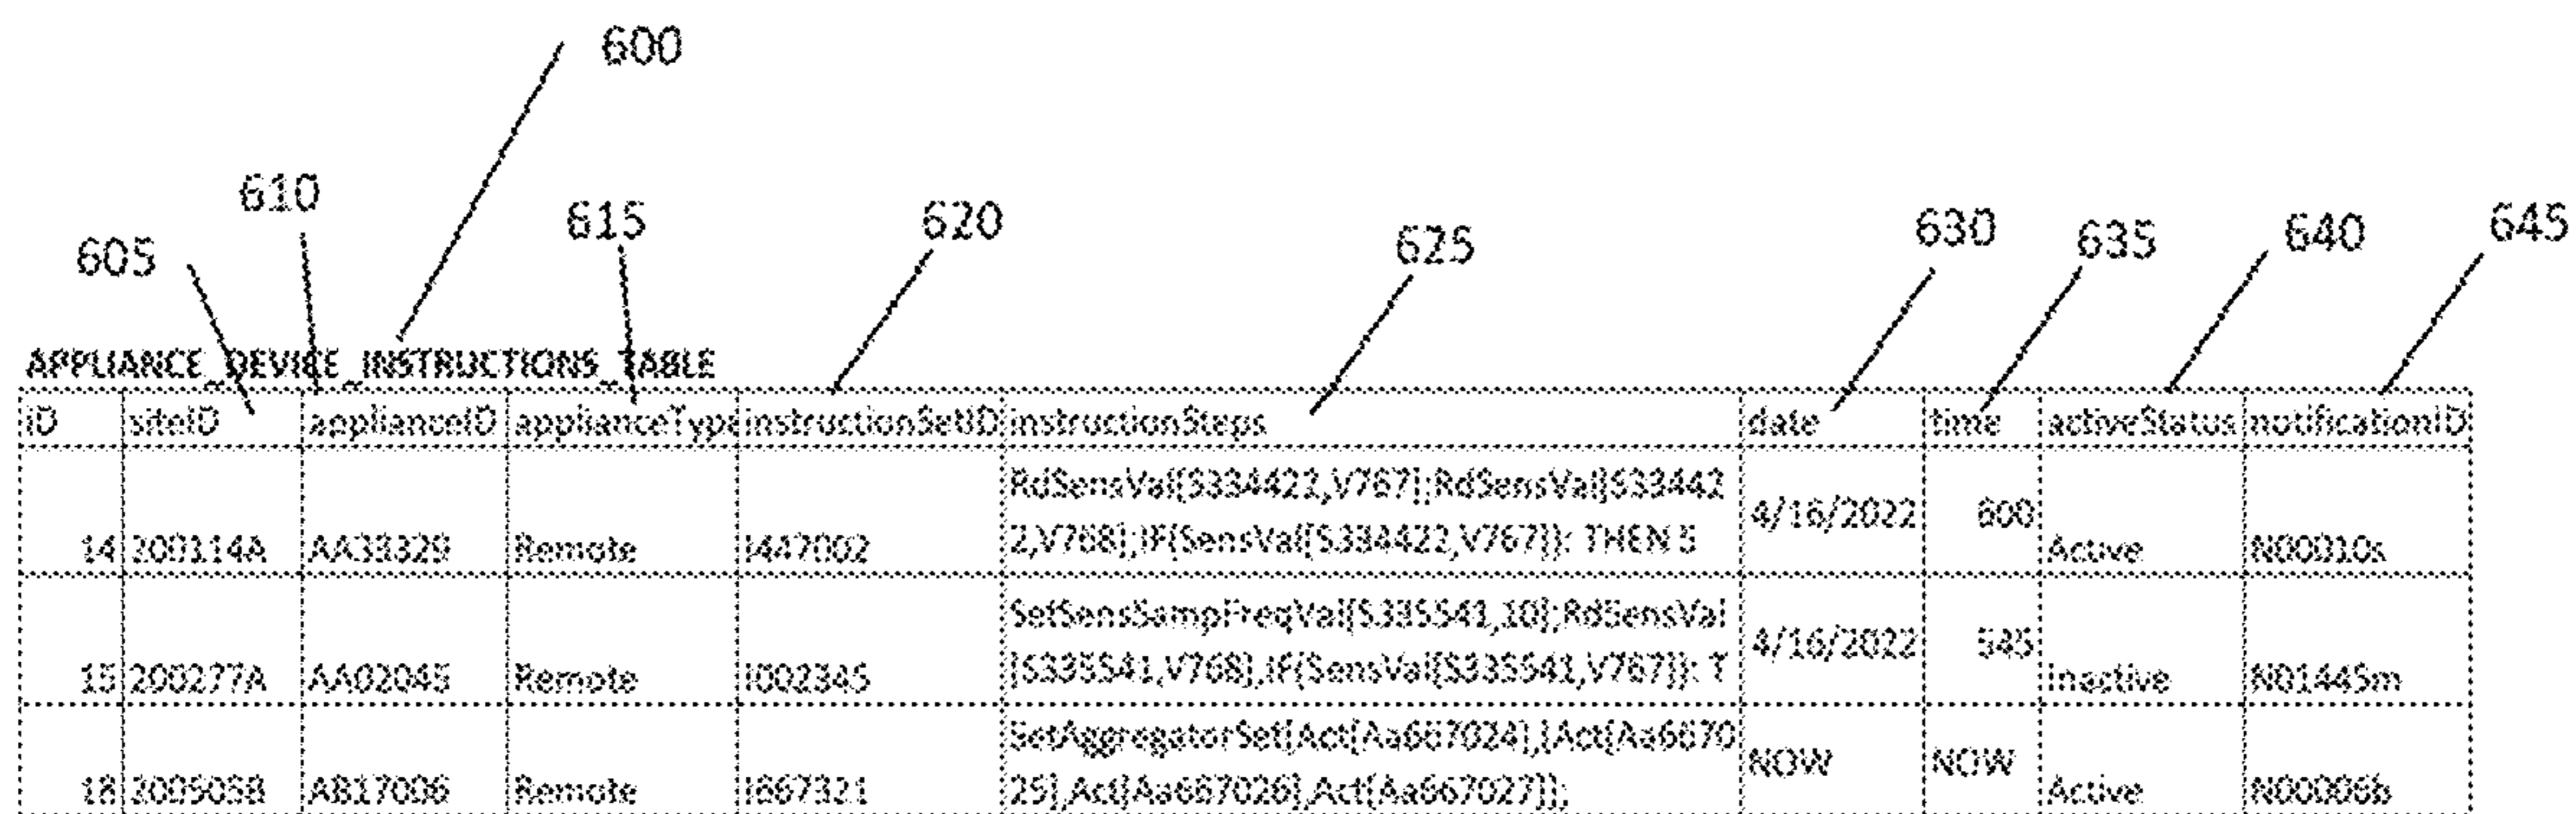 600
610
615
620
625
630
635
640
645
605
APPLIANCE_DEVICE_INSTRUCTIONS_TABLE
iD siteID applianceID applianceType instructionSetID instructionSteps date time activeStatus notificationID
RdSensVal[S334422,V767];RdSensVal[S33442
2,V768];IF{SensVal[S334422,V767]}: THEN S
4/16/2022 600
14 200114A AA33329 Remote I447002 Active N00010s
SetSensSampFreqVal[S335541,10];RdSensVal
[S335541,V768],IF{SensVal[S335541,V767]}: T
4/16/2022 545
15 200277A AA02045 Remote I002345 Inactive N01445m
SetAggregatorSet[Act[Aa667024],[Act[Aa6670
25],Act[Aa667026],Act[Aa667027]];
NOW NOW
18 200505B AB17006 Remote I667321 Active N00006b